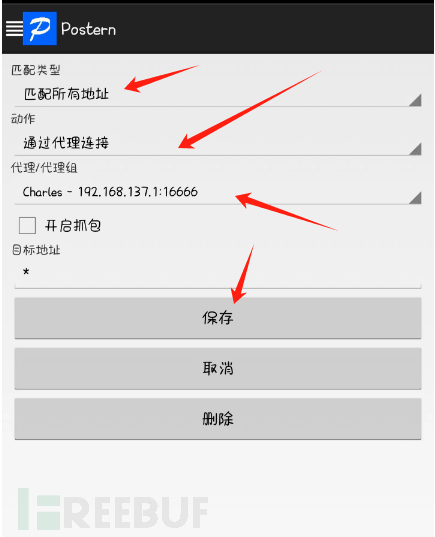 Postern
匹配类型
匹配所有地址
动作
通过代理连接
代理/代理组
Charles - 192.168.137.1:16666
开启抓包
目标地址
*
保存
取消
删除
FREEBUF